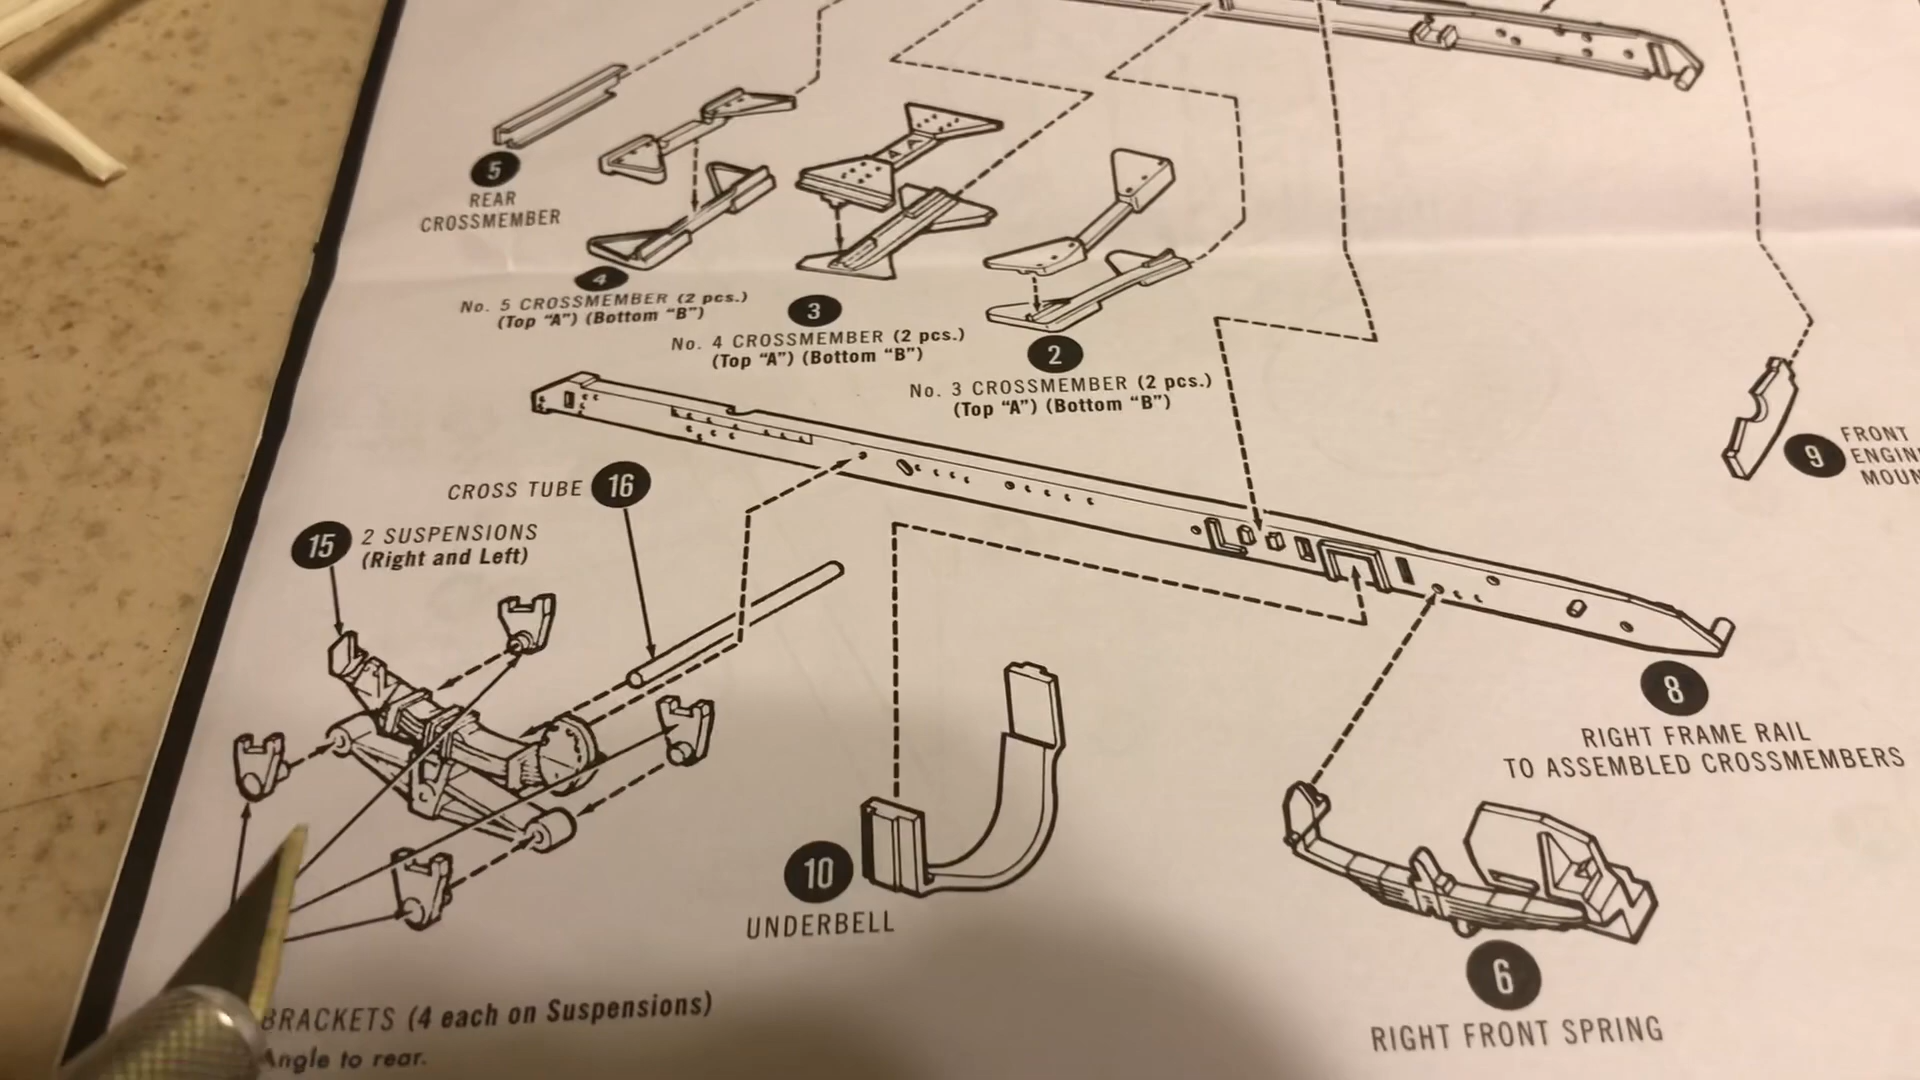 5
REAR
CROSSMEMBER
4
No. 5 CROSSMEMBER (2 pcs.)
(Top “A”) (Bottom “B”)
3
No. 4 CROSSMEMBER (2 pcs.)
(Top “A”) (Bottom “B”)
2
No. 3 CROSSMEMBER (2 pcs.)
(Top “A”) (Bottom “B”)
9
FRONT
ENGIN
MOUN
CROSS TUBE 16
15 2 SUSPENSIONS
(Right and Left)
8
RIGHT FRAME RAIL
TO ASSEMBLED CROSSMEMBERS
10
UNDERBELL
6
RIGHT FRONT SPRING
BRACKETS (4 each on Suspensions)
Angle to rear.